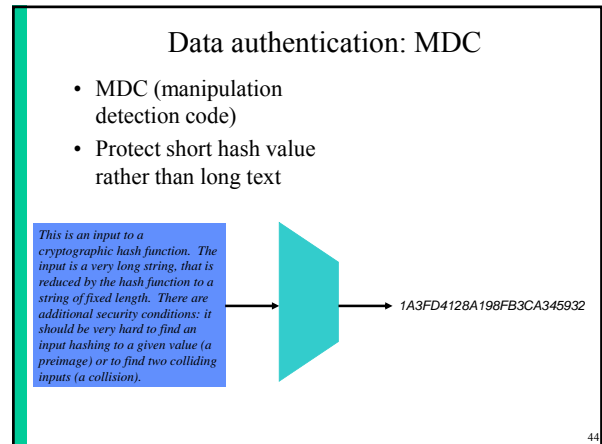 Data authentication: MDC
• MDC (manipulation
detection code)
• Protect short hash value
rather than long text
This is an input to a
cryptographic hash function. The
input is a very long string, that is
reduced by the hash function to a
string of fixed length. There are
additional security conditions: it
should be very hard to find an
input hashing to a given value (a
preimage) or to find two colliding
inputs (a collision).
1A3FD4128A198FB3CA345932
44